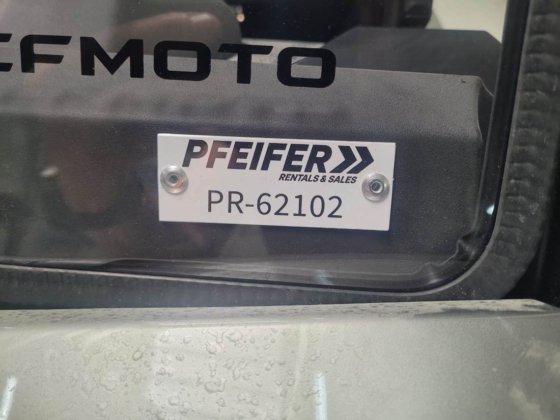 CFMOTO
PFEIFER
RENTALS & SALES
PR-62102